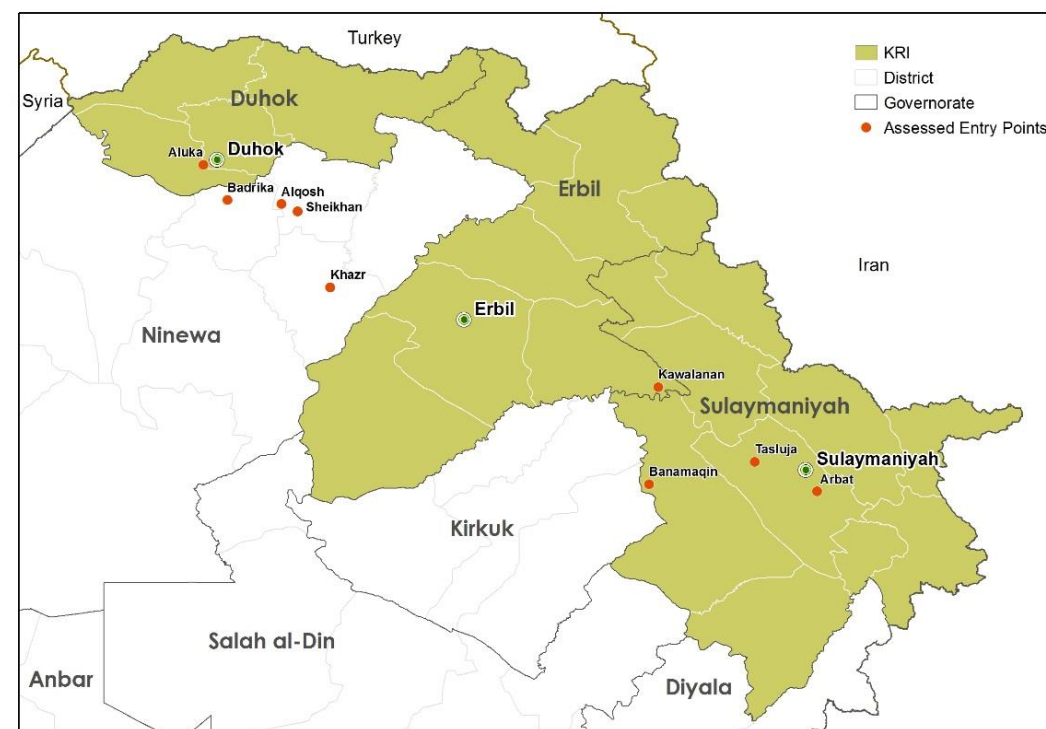 Turkey
KRI
District
Governorate
Assessed Entry Points
Syria
Duhok
Aluka
Duhok
Badrika
Alqosh
Sheikhan
Erbil
Khazr
Iran
Erbil
Ninewa
Kawalanan
Sulaymaniyah
Tasluja
Sulaymaniyah
Banamaqin
Arbat
Kirkuk
Salah al-Din
Anbar
Diyala